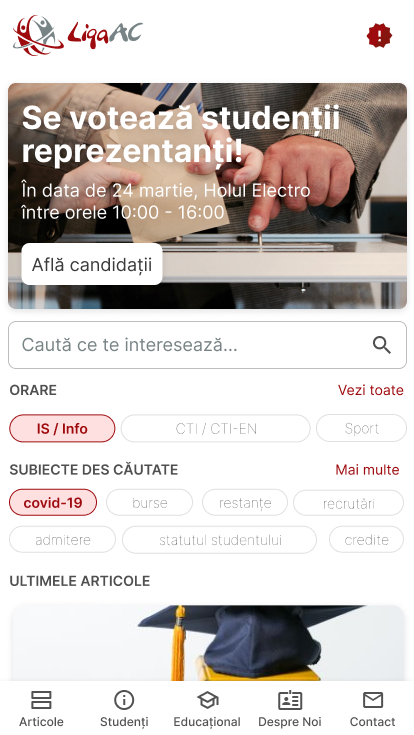 LigaAC
Se votează studenții
reprezentanți!
În data de 24 martie, Holul Electro
între orele 10:00 - 16:00
Află candidații
Caută ce te interesează...
ORARE Vezi toate
IS / Info CTI / CTI-EN Sport
SUBIECTE DES CĂUTATE Mai multe
covid-19 burse restanțe recrutări
admitere statutul studentului credite
ULTIMELE ARTICOLE
Articole Studenți Educațional Despre Noi Contact